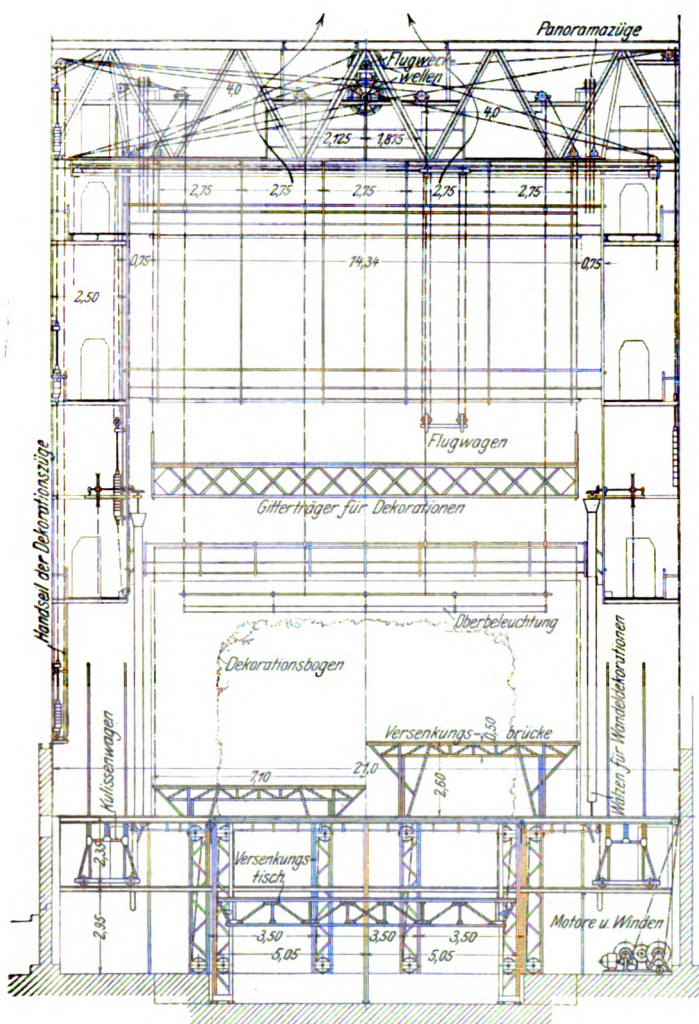 Panoramazüge
Flugwerk-
wellen
4,0
4,0
2,125
1,875
2,75
2,75
2,75
2,75
2,75
0,75
14,34
0,75
2,50
Flugwagen
Gitterträger für Dekorationen
Handseil der Dekorationszüge
Oberbeleuchtung
Dekorationsbogen
Walzen für Wandeldekorationen
Kulissenwagen
Versenkungs-
brücke
0,50
7,10
21,0
2,60
2,35
Versenkungs-
tisch
2,95
3,50
3,50
3,50
5,05
5,05
Motore u. Winden